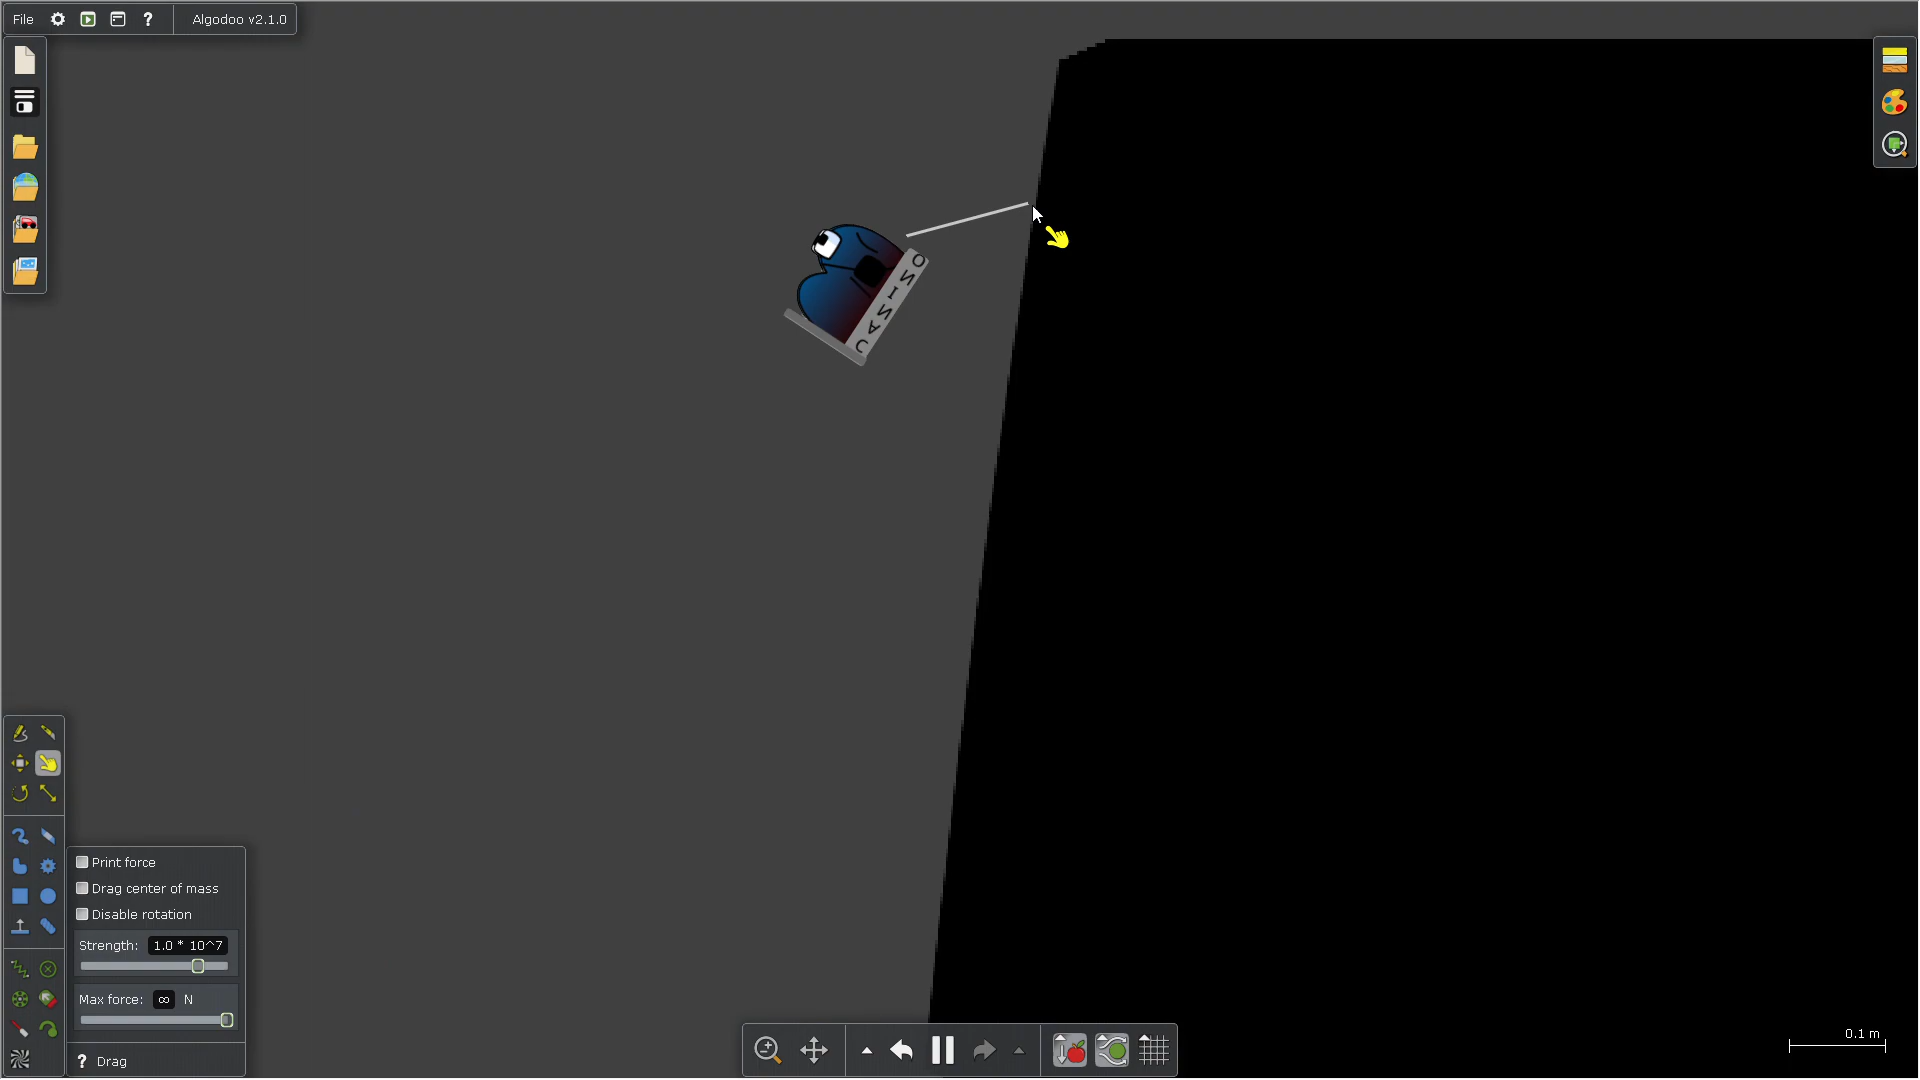 File ? Algodoo v2.1.0
CANINO
Print force
Drag center of mass
Disable rotation
Strength: 1.0 * 10^7
Max force: ∞ N
? Drag
0.1 m